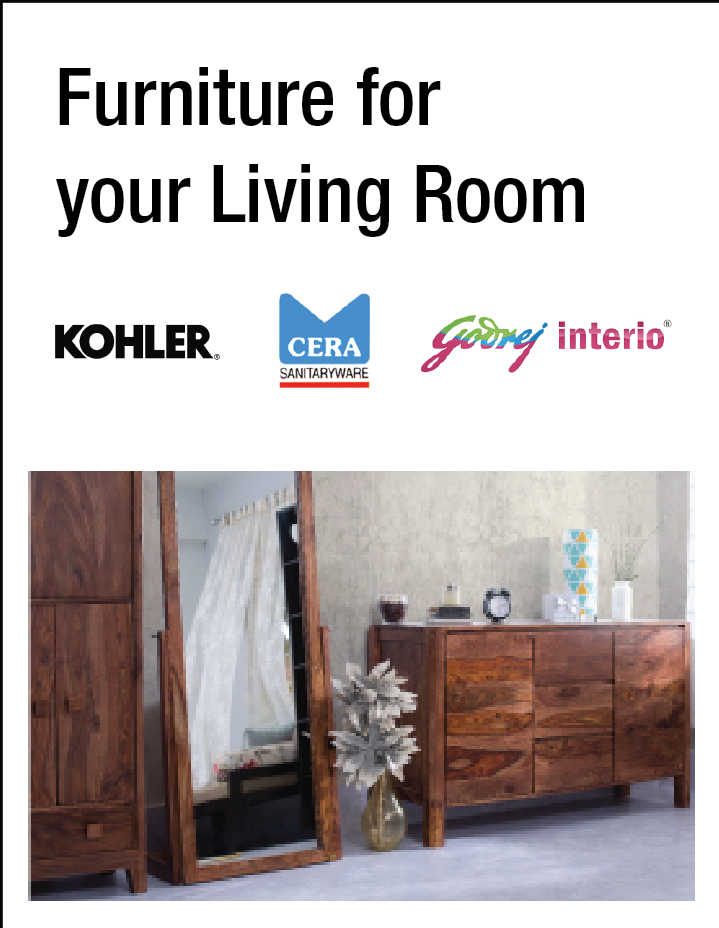 Furniture for
your Living Room
KOHLER®
CERA
SANITARYWARE
Godrej interio®